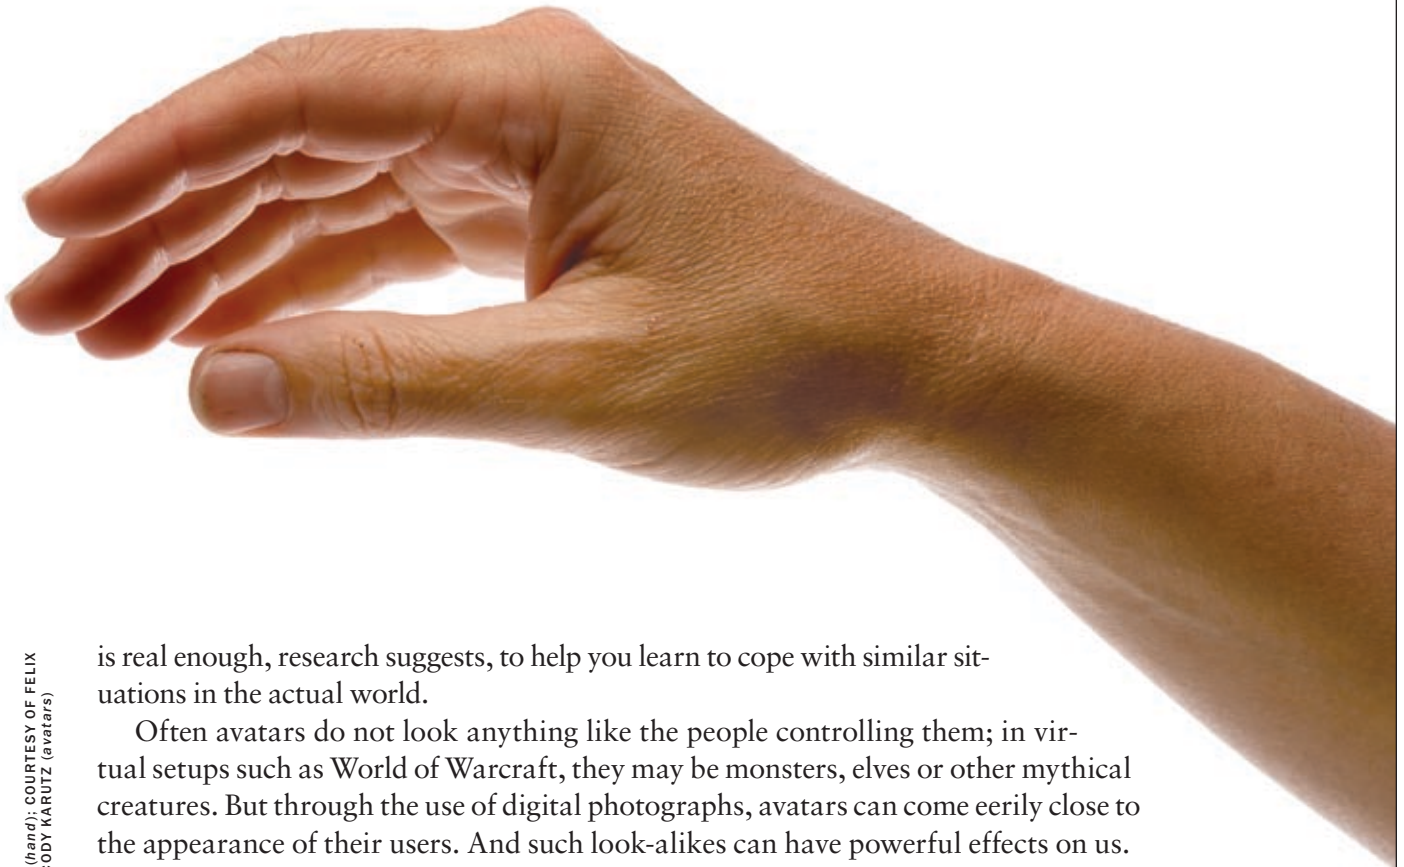 is real enough, research suggests, to help you learn to cope with similar sit-
uations in the actual world.
Often avatars do not look anything like the people controlling them; in vir-
tual setups such as World of Warcraft, they may be monsters, elves or other mythical
creatures. But through the use of digital photographs, avatars can come eerily close to
the appearance of their users. And such look-alikes can have powerful effects on us.
(hand); COURTESY OF FELIX
KARUTZ (avatars)